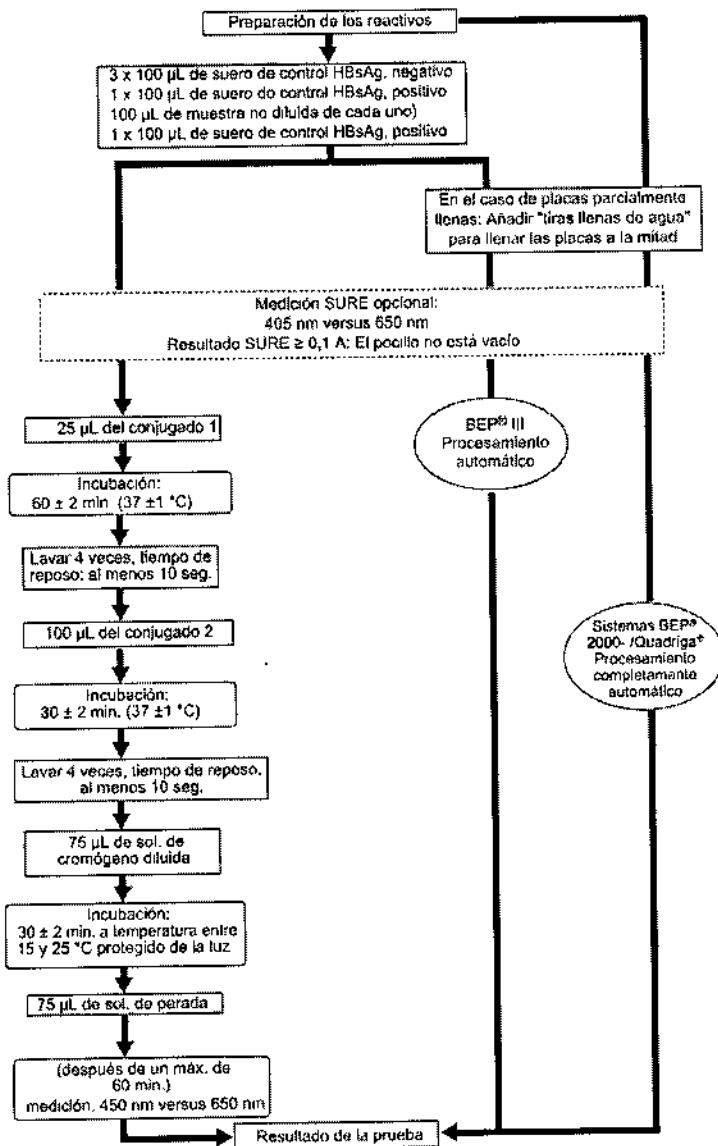 Preparación de los reactivos
3 x 100 µL de suero de control HBsAg, negativo
1 x 100 µL de suero do control HBsAg, positivo
100 µL de muestra no diluida de cada uno)
1 x 100 µL de suero de control HBsAg, positivo
En el caso de placas parcialmente
llenas: Añadir "tiras llenas de agua"
para llenar las placas a la mitad
Medición SURE opcional:
405 nm versus 650 nm
Resultado SURE ≥ 0,1 A: El pocillo no está vacío
25 µL del conjugado 1
Incubación:
60 ± 2 min (37 ±1 °C)
Lavar 4 veces, tiempo de
reposo: al menos 10 seg.
100 µL del conjugado 2
Incubación:
30 ± 2 min. (37 ±1 °C)
Lavar 4 veces, tiempo de reposo,
al menos 10 seg.
75 µL de sol. de
cromógeno diluida
Incubación:
30 ± 2 min. a temperatura entre
15 y 25 °C protegido de la luz
75 µL de sol. de parada
(después de un máx. de
60 min.)
medición, 450 nm versus 650 nm
BEP® III
Procesamiento
automático
Sistemas BEP®
2000- /Quadriga®
Procesamiento
completamante
automático
Resultado de la prueba